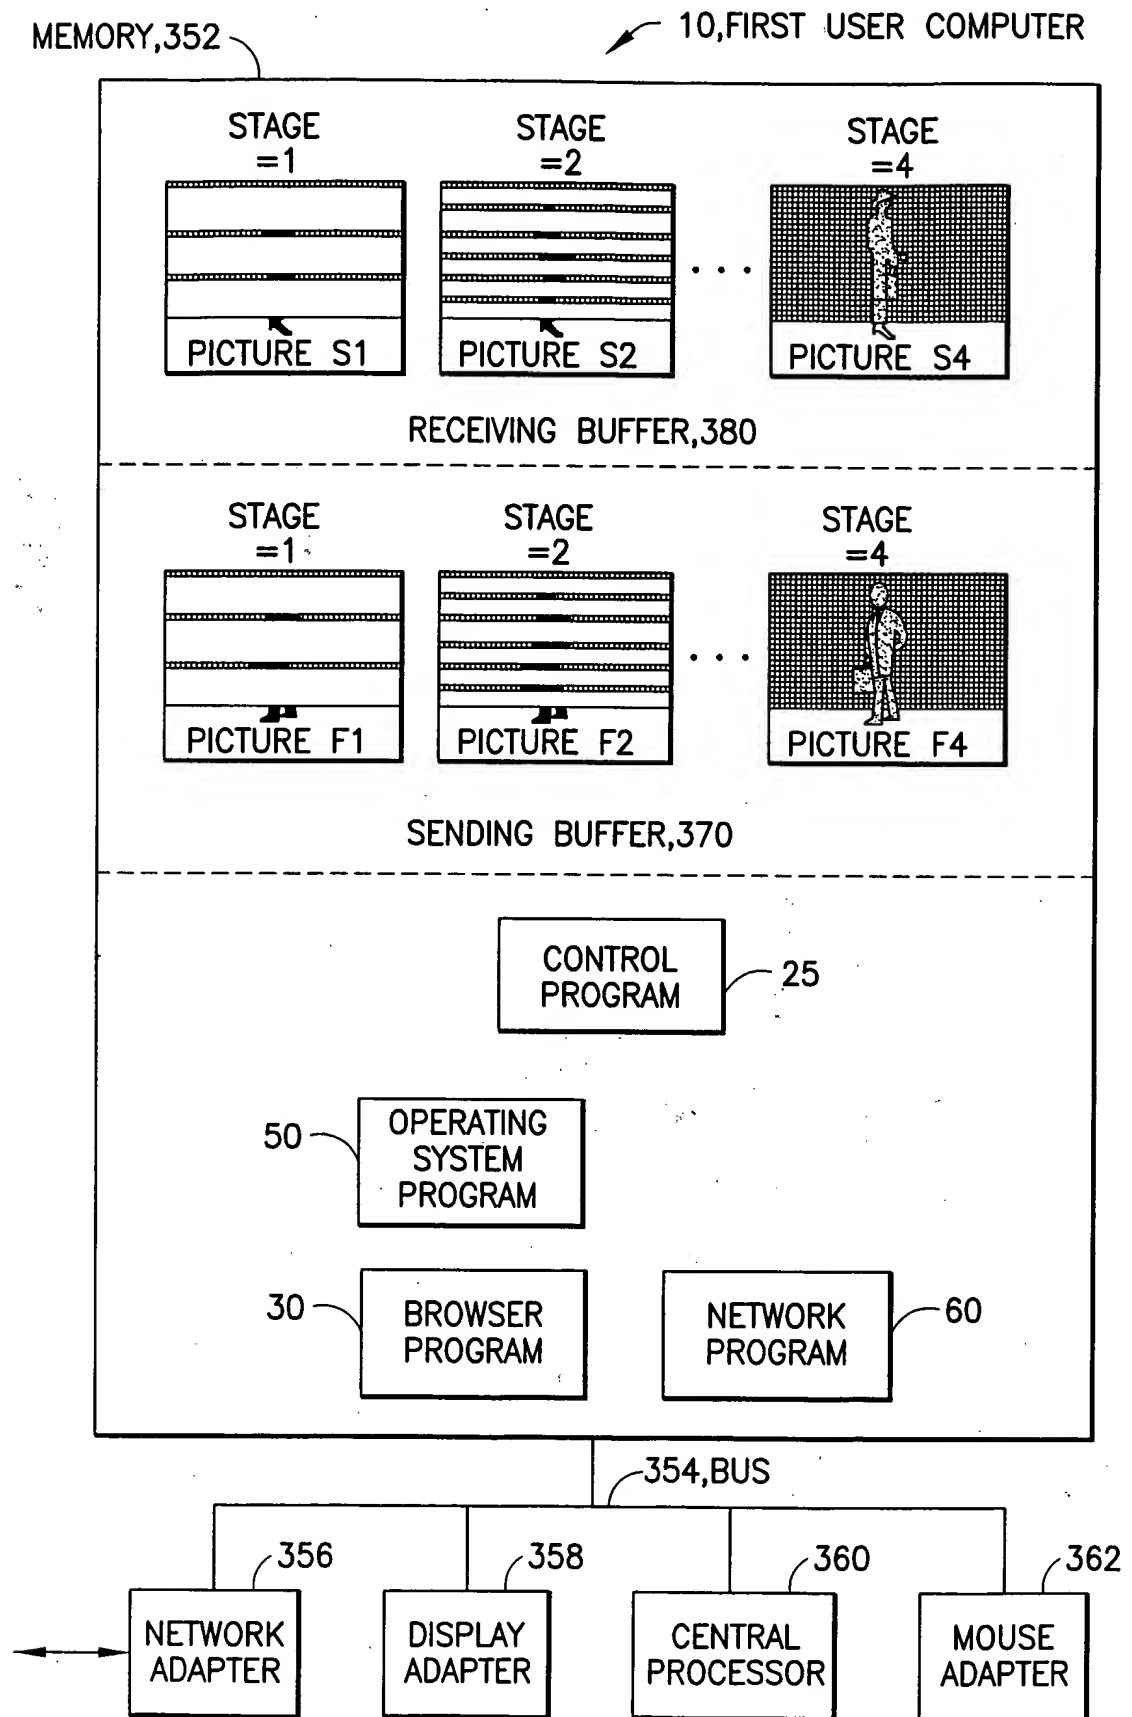 MEMORY,352
10,FIRST USER COMPUTER
STAGE
=1
STAGE
=2
STAGE
=4
PICTURE S1
PICTURE S2
PICTURE S4
RECEIVING BUFFER,380
STAGE
=1
STAGE
=2
STAGE
=4
PICTURE F1
PICTURE F2
PICTURE F4
SENDING BUFFER,370
CONTROL
PROGRAM
25
50
OPERATING
SYSTEM
PROGRAM
30
BROWSER
PROGRAM
NETWORK
PROGRAM
60
354,BUS
356
358
360
362
NETWORK
ADAPTER
DISPLAY
ADAPTER
CENTRAL
PROCESSOR
MOUSE
ADAPTER